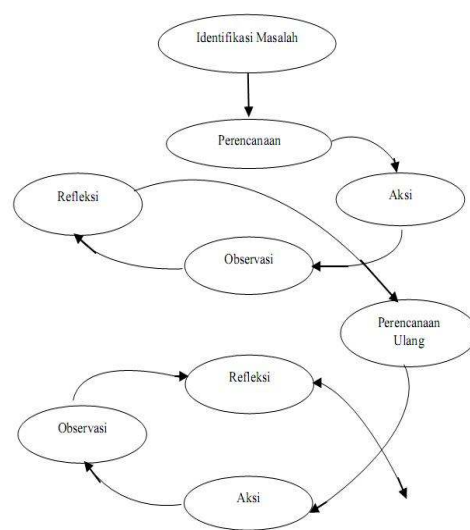 Identifikasi Masalah
Perencanaan
Aksi
Refleksi
Observasi
Perencanaan
Ulang
Refleksi
Observasi
Aksi